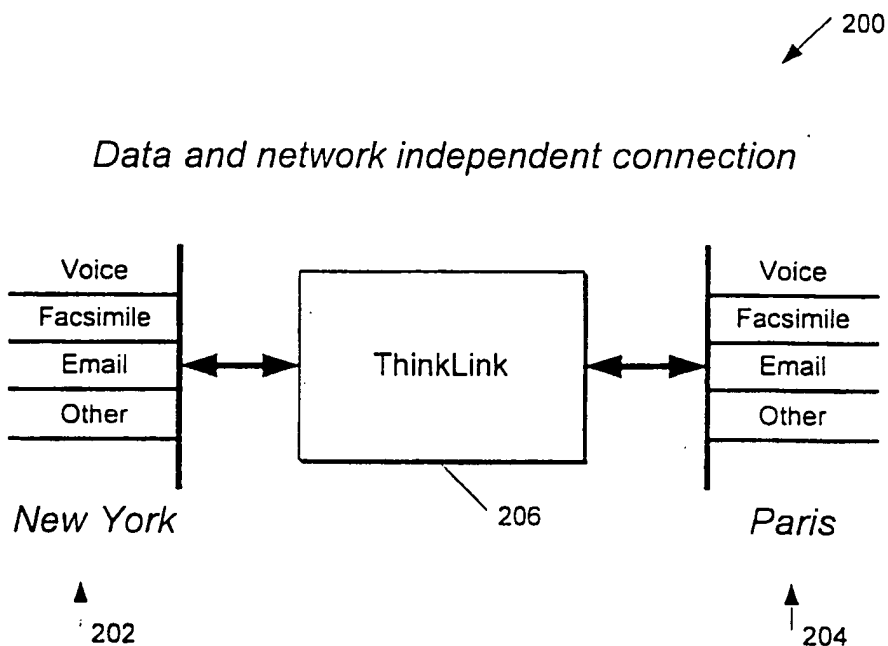 200
Data and network independent connection
Voice
Facsimile
Email
Other
New York
202
ThinkLink
206
Voice
Facsimile
Email
Other
Paris
204